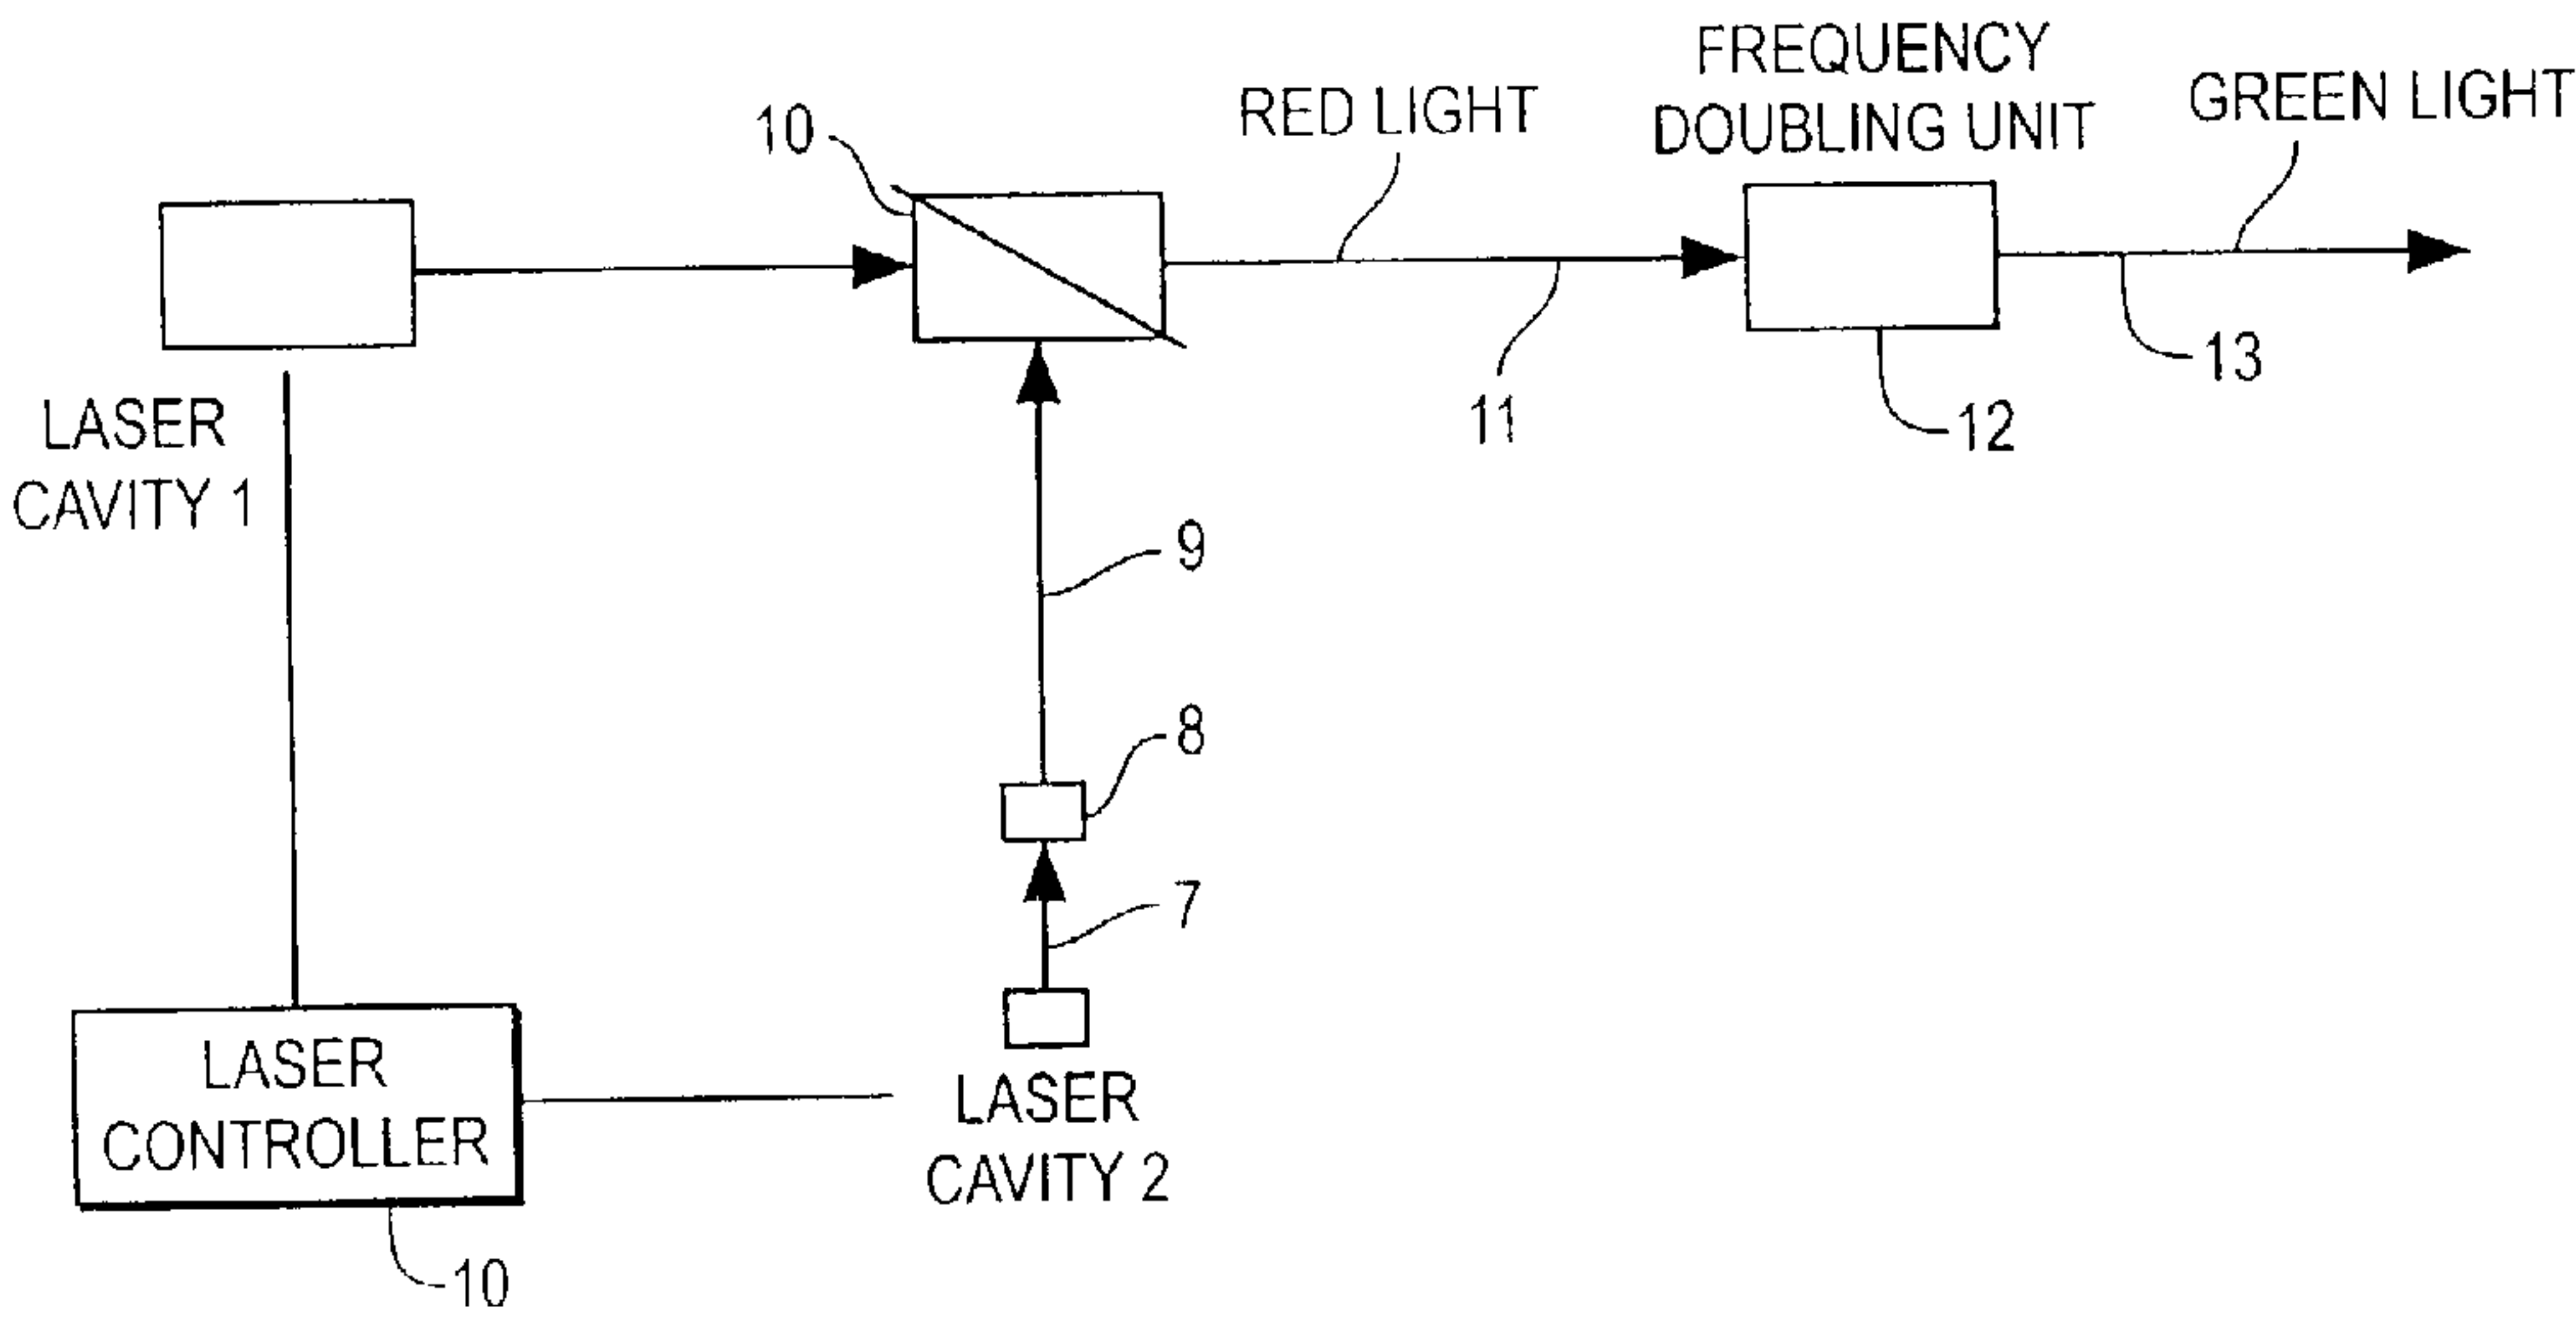 FREQUENCY
DOUBLING UNIT
GREEN LIGHT
RED LIGHT
10
13
11
12
LASER
CAVITY 1
9
8
7
LASER
CONTROLLER
LASER
CAVITY 2
10